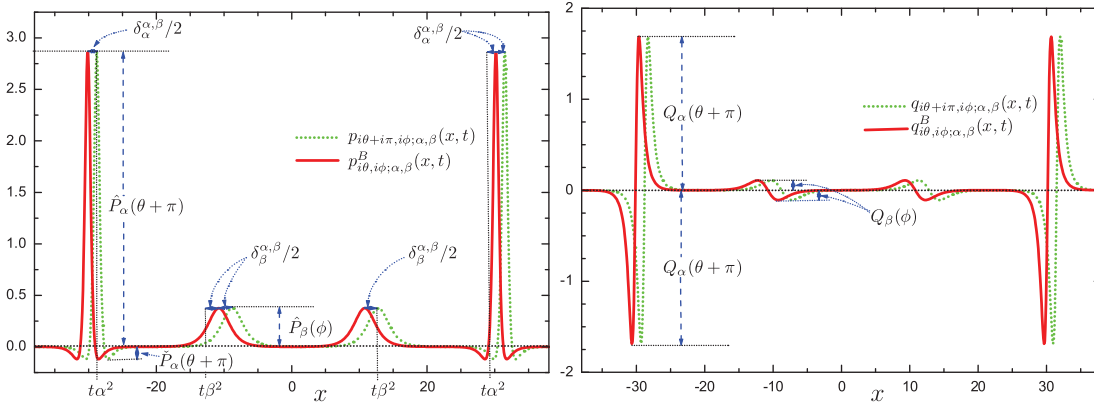 δ_α^{α,β}/2
δ_α^{α,β}/2
3.0
2.5
2.0
1.5
1.0
0.5
0.0
p_{iθ+iπ,iϕ;α,β}(x,t)
p^B_{iθ,iϕ;α,β}(x,t)
P̂_α(θ+π)
δ_β^{α,β}/2
δ_β^{α,β}/2
P̂_β(ϕ)
P̌_α(θ+π)
tα² -20 tβ² 0 tβ² 20 tα²
x
2
1
0
-1
-2
Q_α(θ+π)
q_{iθ+iπ,iϕ;α,β}(x,t)
q^B_{iθ,iϕ;α,β}(x,t)
Q_β(ϕ)
Q_α(θ+π)
-30 -20 -10 0 10 20 30
x